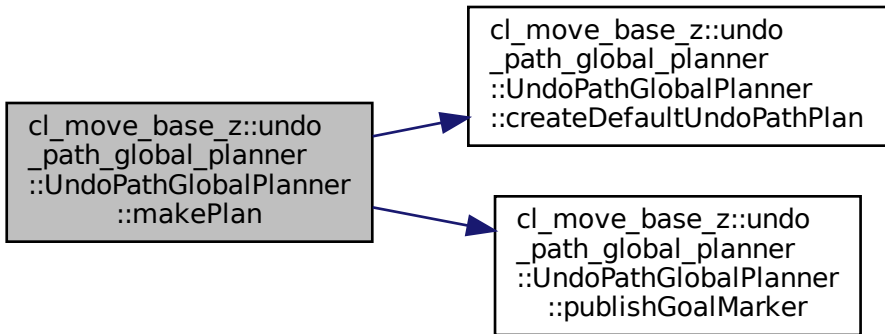 cl_move_base_z::undo
_path_global_planner
::UndoPathGlobalPlanner
::makePlan
cl_move_base_z::undo
_path_global_planner
::UndoPathGlobalPlanner
::createDefaultUndoPathPlan
cl_move_base_z::undo
_path_global_planner
::UndoPathGlobalPlanner
::publishGoalMarker